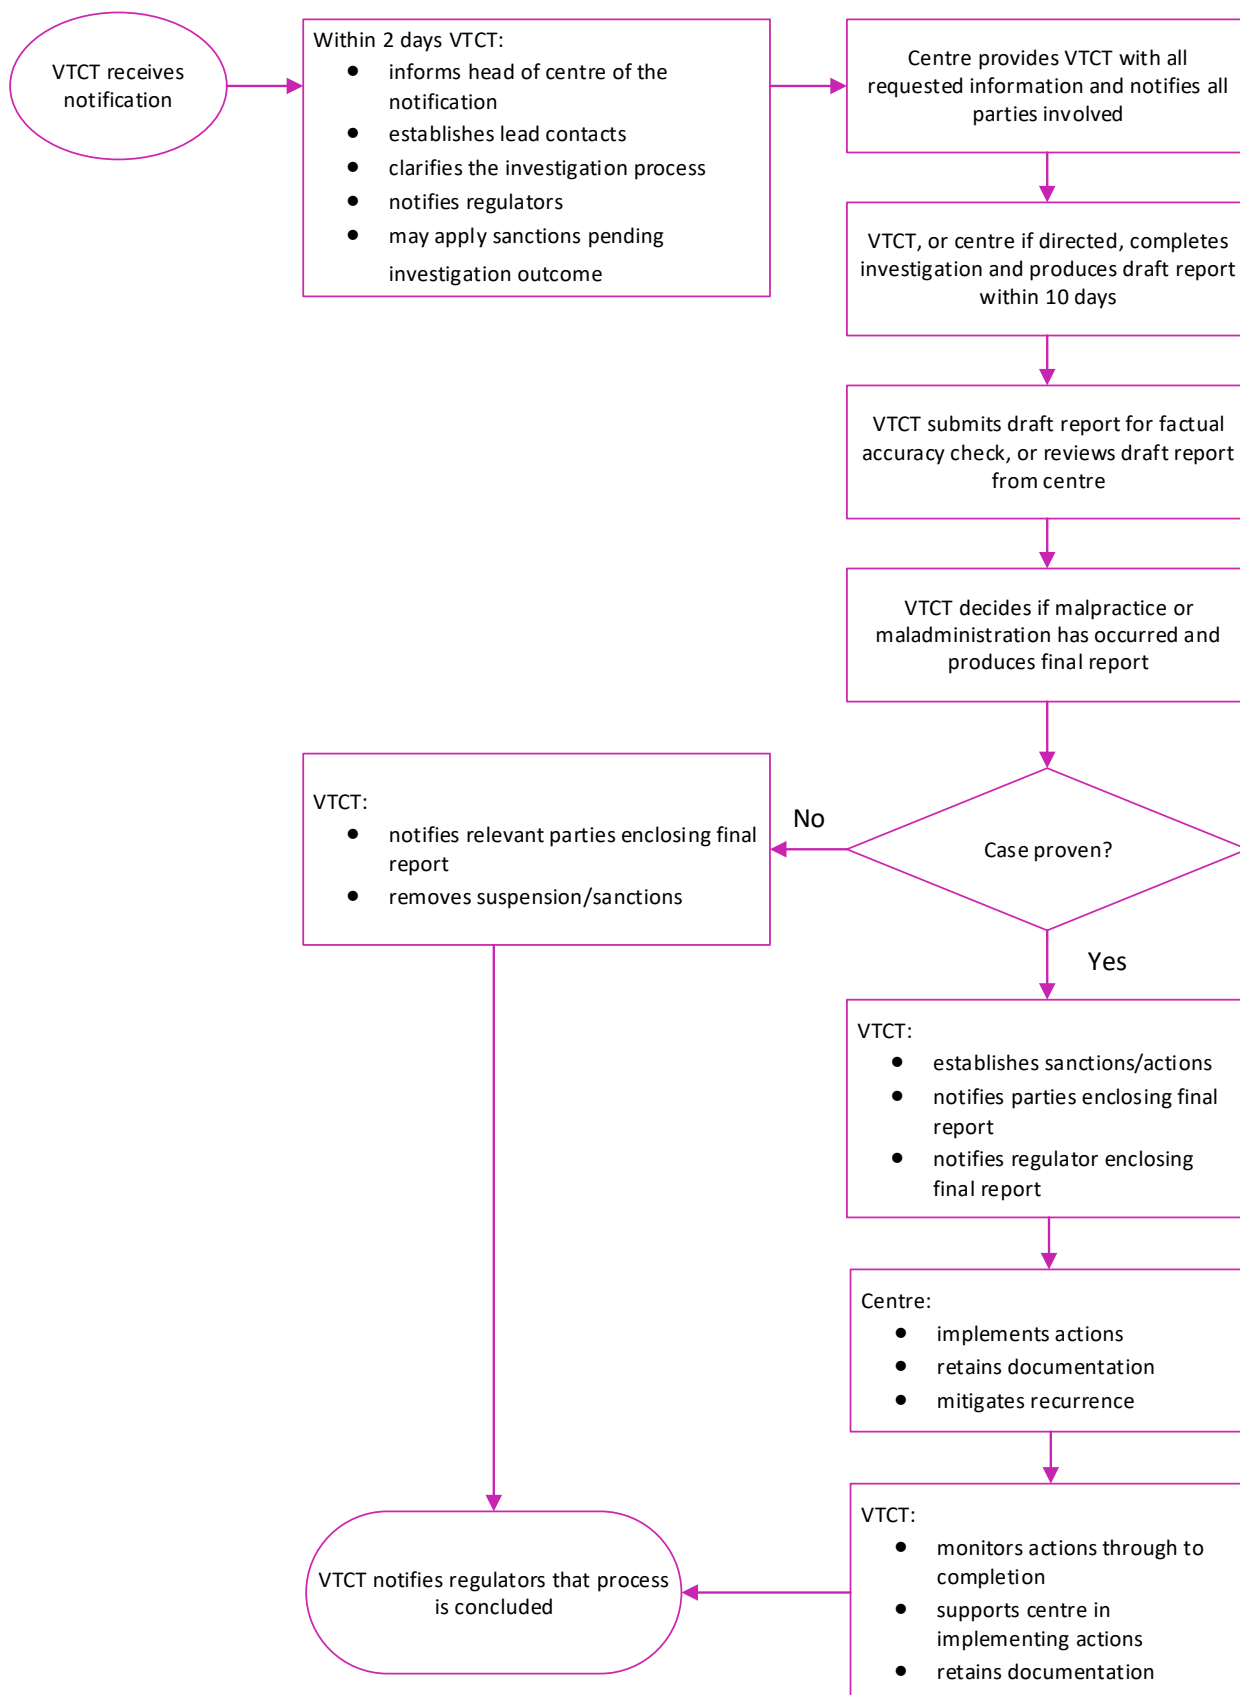 VTCT receives
notification
Within 2 days VTCT:
● informs head of centre of the
notification
● establishes lead contacts
● clarifies the investigation process
● notifies regulators
● may apply sanctions pending
investigation outcome
Centre provides VTCT with all
requested information and notifies all
parties involved
VTCT, or centre if directed, completes
investigation and produces draft report
within 10 days
VTCT submits draft report for factual
accuracy check, or reviews draft report
from centre
VTCT decides if malpractice or
maladministration has occurred and
produces final report
Case proven?
No
VTCT:
● notifies relevant parties enclosing final
report
● removes suspension/sanctions
Yes
VTCT:
● establishes sanctions/actions
● notifies parties enclosing final
report
● notifies regulator enclosing
final report
Centre:
● implements actions
● retains documentation
● mitigates recurrence
VTCT:
● monitors actions through to
completion
● supports centre in
implementing actions
● retains documentation
VTCT notifies regulators that process
is concluded